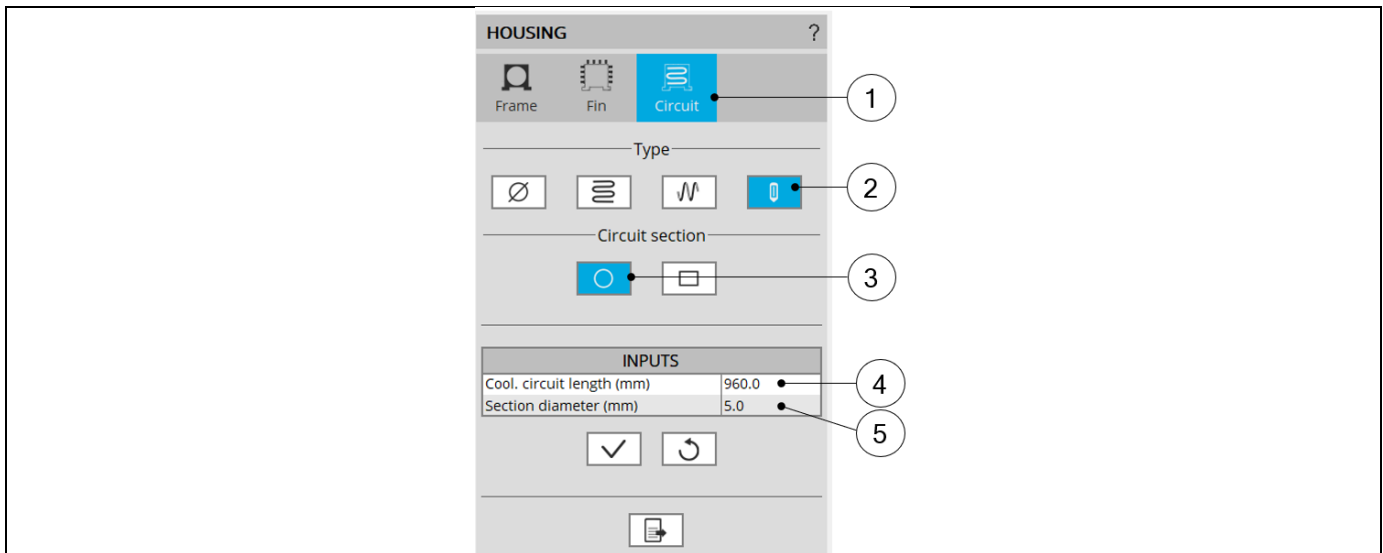 HOUSING ?
Frame Fin Circuit
1
Type
2
Circuit section
3
INPUTS
Cool. circuit length (mm) 960.0
4
Section diameter (mm) 5.0
5